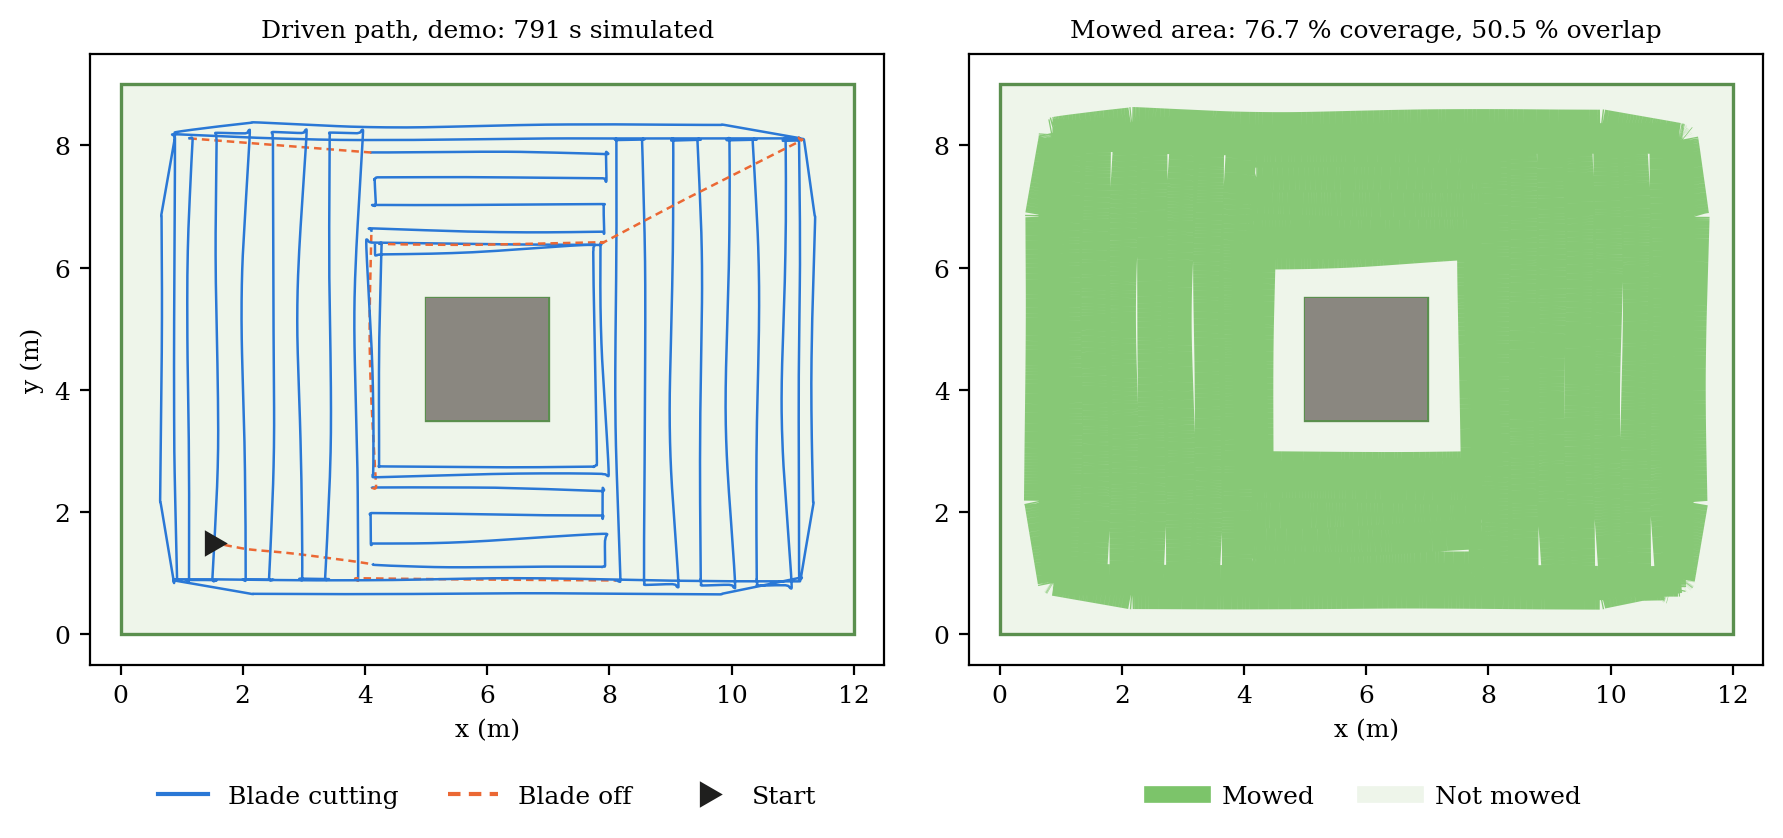 Driven path, demo: 791 s simulated
8
6
4
2
0
y (m)
0 2 4 6 8 10 12
x (m)
Blade cutting
Blade off
Start
Mowed area: 76.7 % coverage, 50.5 % overlap
8
6
4
2
0
0 2 4 6 8 10 12
x (m)
Mowed
Not mowed